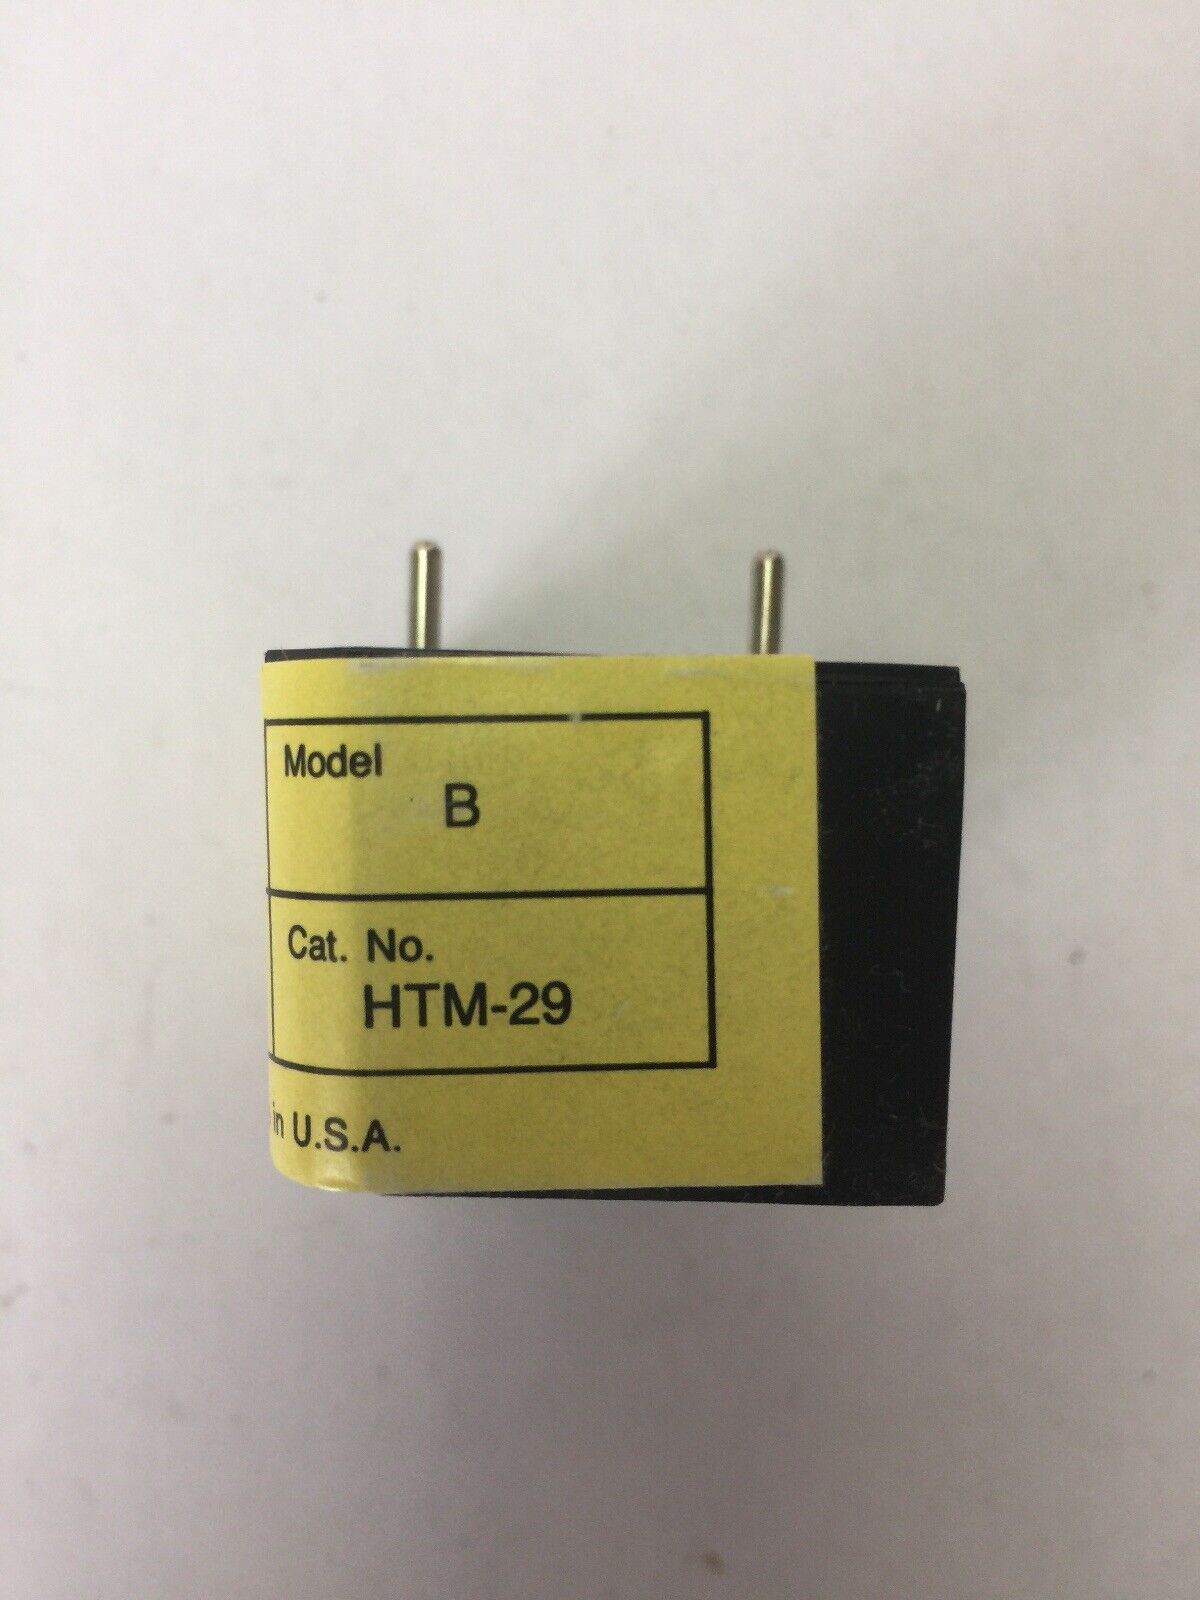 Model
B
Cat. No.
HTM-29
in U.S.A.